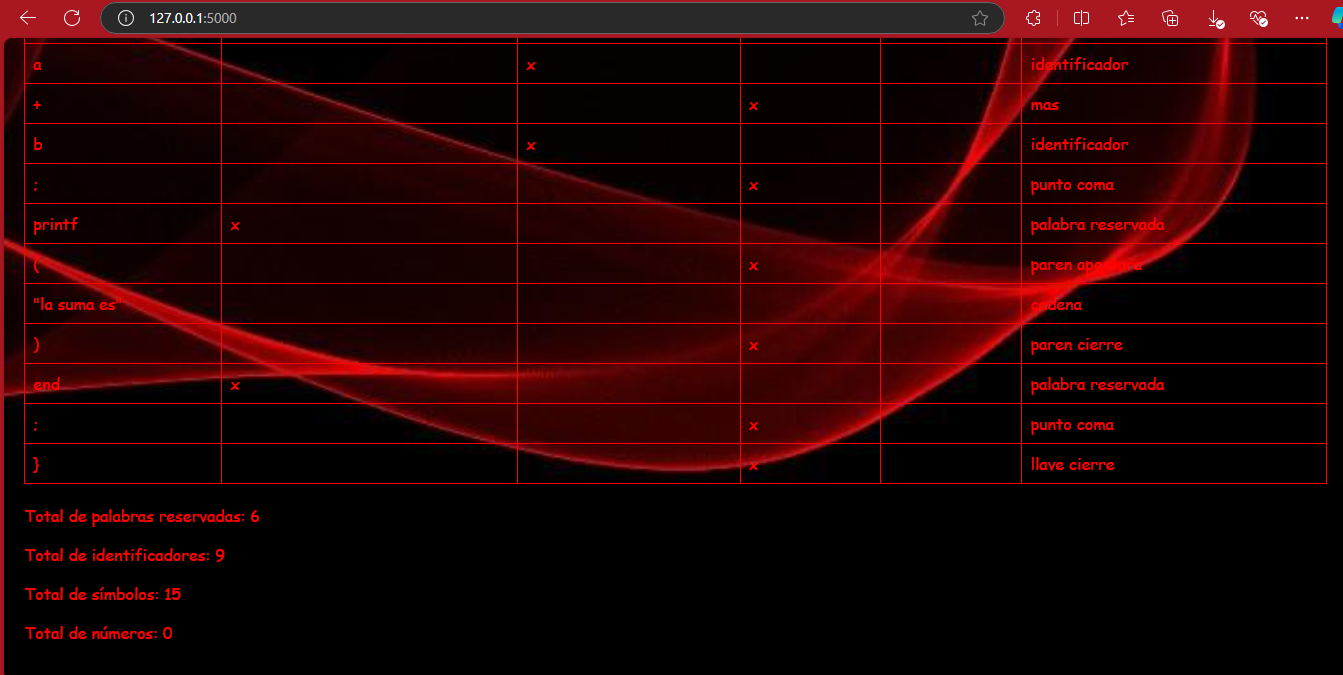 127.0.0.1:5000
a x identificador
+ x mas
b x identificador
; x punto coma
printf x palabra reservada
( x paren apertura
"la suma es" cadena
) x paren cierre
end x palabra reservada
; x punto coma
} x llave cierre
Total de palabras reservadas: 6
Total de identificadores: 9
Total de símbolos: 15
Total de números: 0